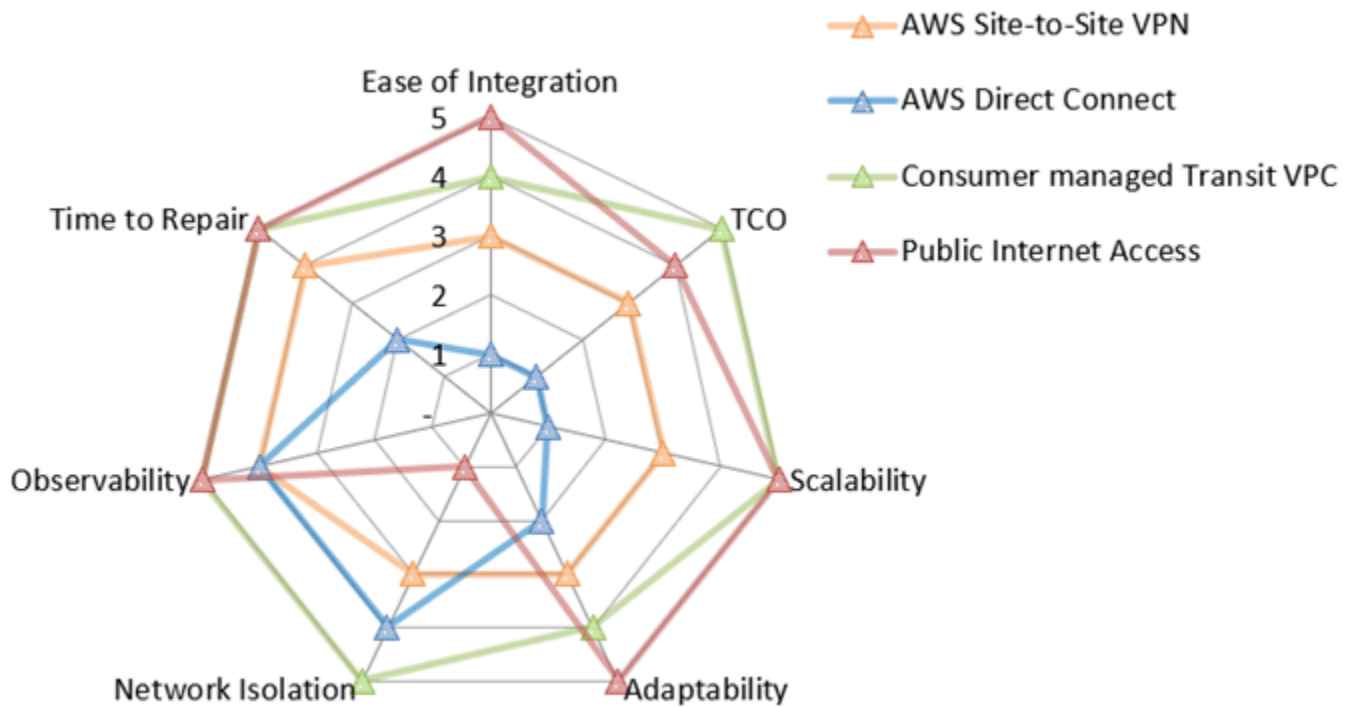 AWS Site-to-Site VPN
AWS Direct Connect
Consumer managed Transit VPC
Public Internet Access
Ease of Integration
5
4
3
2
1
-
TCO
Scalability
Adaptability
Network Isolation
Observability
Time to Repair